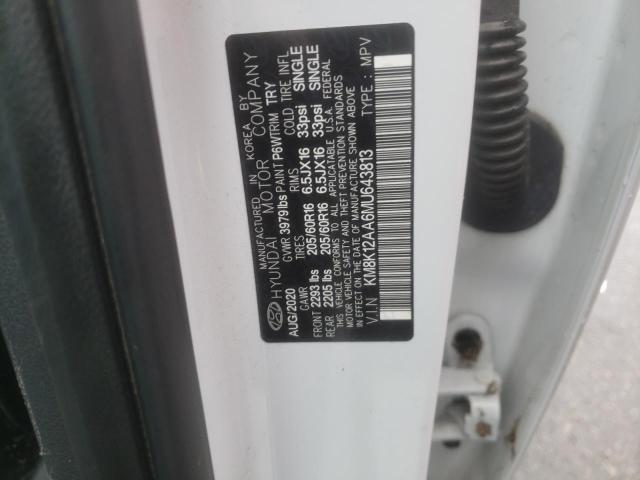 MANUFACTURED IN KOREA BY
HYUNDAI MOTOR COMPANY
AUG/2020 GVWR 3979lbs PAINT P6W TRIM TRY
GAWR TIRES RIMS COLD TIRE INFL
FRONT 2293 lbs 205/60R16 6.5JX16 33psi SINGLE
REAR 2205 lbs 205/60R16 6.5JX16 33psi SINGLE
THIS VEHICLE CONFORMS TO ALL APPLICABLE U.S.A. FEDERAL
MOTOR VEHICLE SAFETY AND THEFT PREVENTION STANDARDS
IN EFFECT ON THE DATE OF MANUFACTURE SHOWN ABOVE
V.I.N KM8K12AA6MU643813 TYPE : MPV